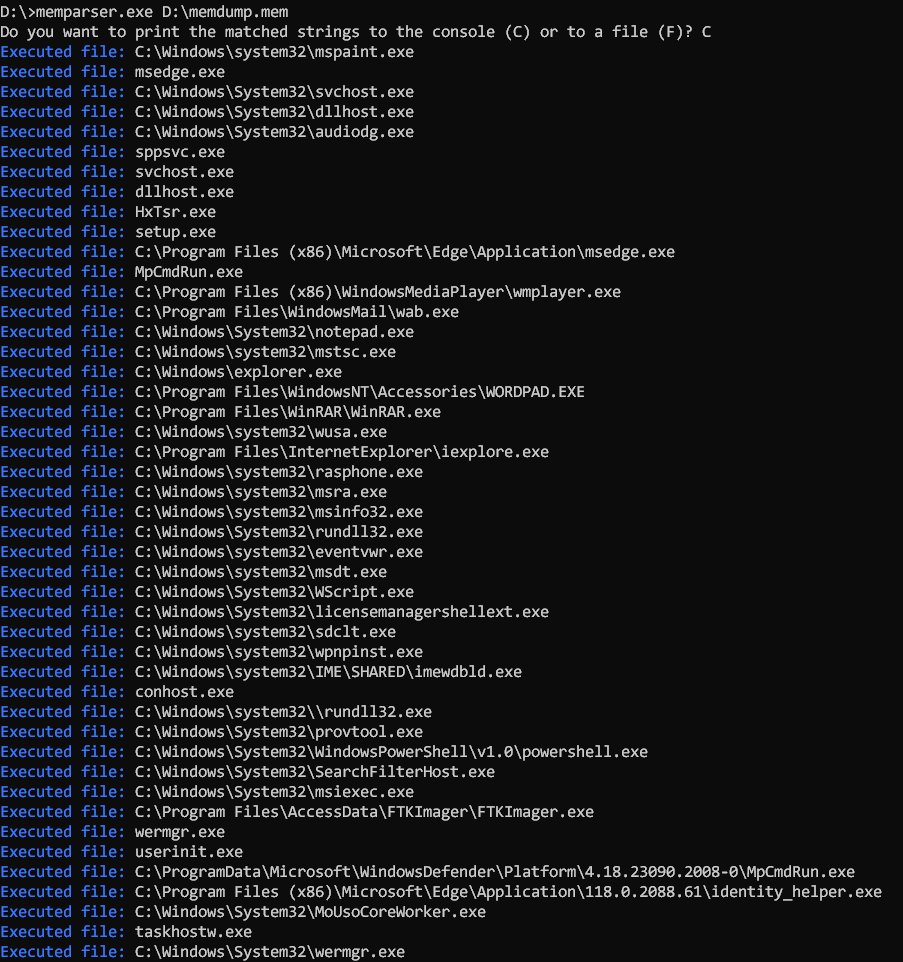 D:\>memparser.exe D:\memdump.mem
Do you want to print the matched strings to the console (C) or to a file (F)? C
Executed file: C:\Windows\system32\mspaint.exe
Executed file: msedge.exe
Executed file: C:\Windows\System32\svchost.exe
Executed file: C:\Windows\System32\dllhost.exe
Executed file: C:\Windows\System32\audiodg.exe
Executed file: sppsvc.exe
Executed file: svchost.exe
Executed file: dllhost.exe
Executed file: HxTsr.exe
Executed file: setup.exe
Executed file: C:\Program Files (x86)\Microsoft\Edge\Application\msedge.exe
Executed file: MpCmdRun.exe
Executed file: C:\Program Files (x86)\WindowsMediaPlayer\wmplayer.exe
Executed file: C:\Program Files\WindowsMail\wab.exe
Executed file: C:\Windows\System32\notepad.exe
Executed file: C:\Windows\system32\mstsc.exe
Executed file: C:\Windows\explorer.exe
Executed file: C:\Program Files\WindowsNT\Accessories\WORDPAD.EXE
Executed file: C:\Program Files\WinRAR\WinRAR.exe
Executed file: C:\Windows\system32\wusa.exe
Executed file: C:\Program Files\InternetExplorer\iexplore.exe
Executed file: C:\Windows\system32\rasphone.exe
Executed file: C:\Windows\system32\msra.exe
Executed file: C:\Windows\system32\msinfo32.exe
Executed file: C:\Windows\System32\rundll32.exe
Executed file: C:\Windows\system32\eventvwr.exe
Executed file: C:\Windows\system32\msdt.exe
Executed file: C:\Windows\System32\WScript.exe
Executed file: C:\Windows\System32\licensemanagershellext.exe
Executed file: C:\Windows\system32\sdclt.exe
Executed file: C:\Windows\system32\wpnpinst.exe
Executed file: C:\Windows\system32\IME\SHARED\imewdbld.exe
Executed file: conhost.exe
Executed file: C:\Windows\system32\\rundll32.exe
Executed file: C:\Windows\system32\provtool.exe
Executed file: C:\Windows\System32\WindowsPowerShell\v1.0\powershell.exe
Executed file: C:\Windows\System32\SearchFilterHost.exe
Executed file: C:\Windows\System32\msiexec.exe
Executed file: C:\Program Files\AccessData\FTKImager\FTKImager.exe
Executed file: wermgr.exe
Executed file: userinit.exe
Executed file: C:\ProgramData\Microsoft\WindowsDefender\Platform\4.18.23090.2008-0\MpCmdRun.exe
Executed file: C:\Program Files (x86)\Microsoft\Edge\Application\118.0.2088.61\identity_helper.exe
Executed file: C:\Windows\System32\MoUsoCoreWorker.exe
Executed file: taskhostw.exe
Executed file: C:\Windows\System32\wermgr.exe